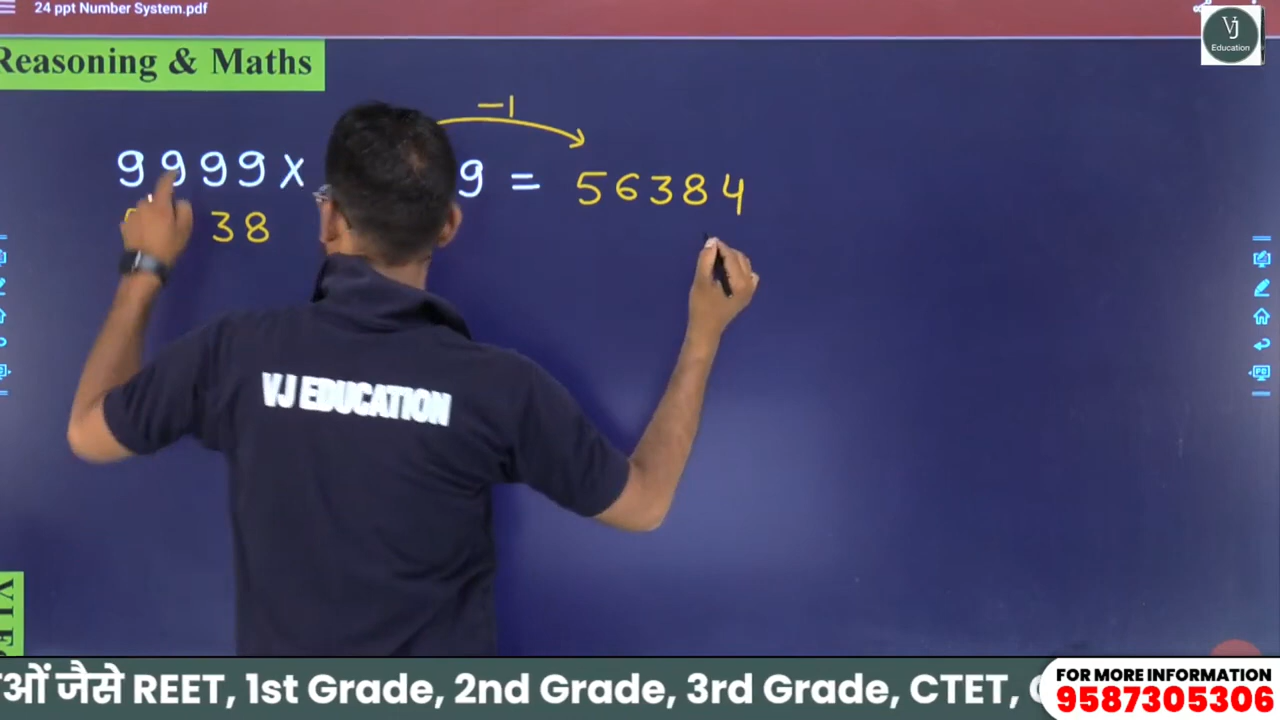 24 ppt Number System.pdf
VJ
Education
Reasoning & Maths
−1
9999 × 9 = 56384
38
VJ EDUCATION
ाओं जैसे REET, 1st Grade, 2nd Grade, 3rd Grade, CTET,
FOR MORE INFORMATION
9587305306